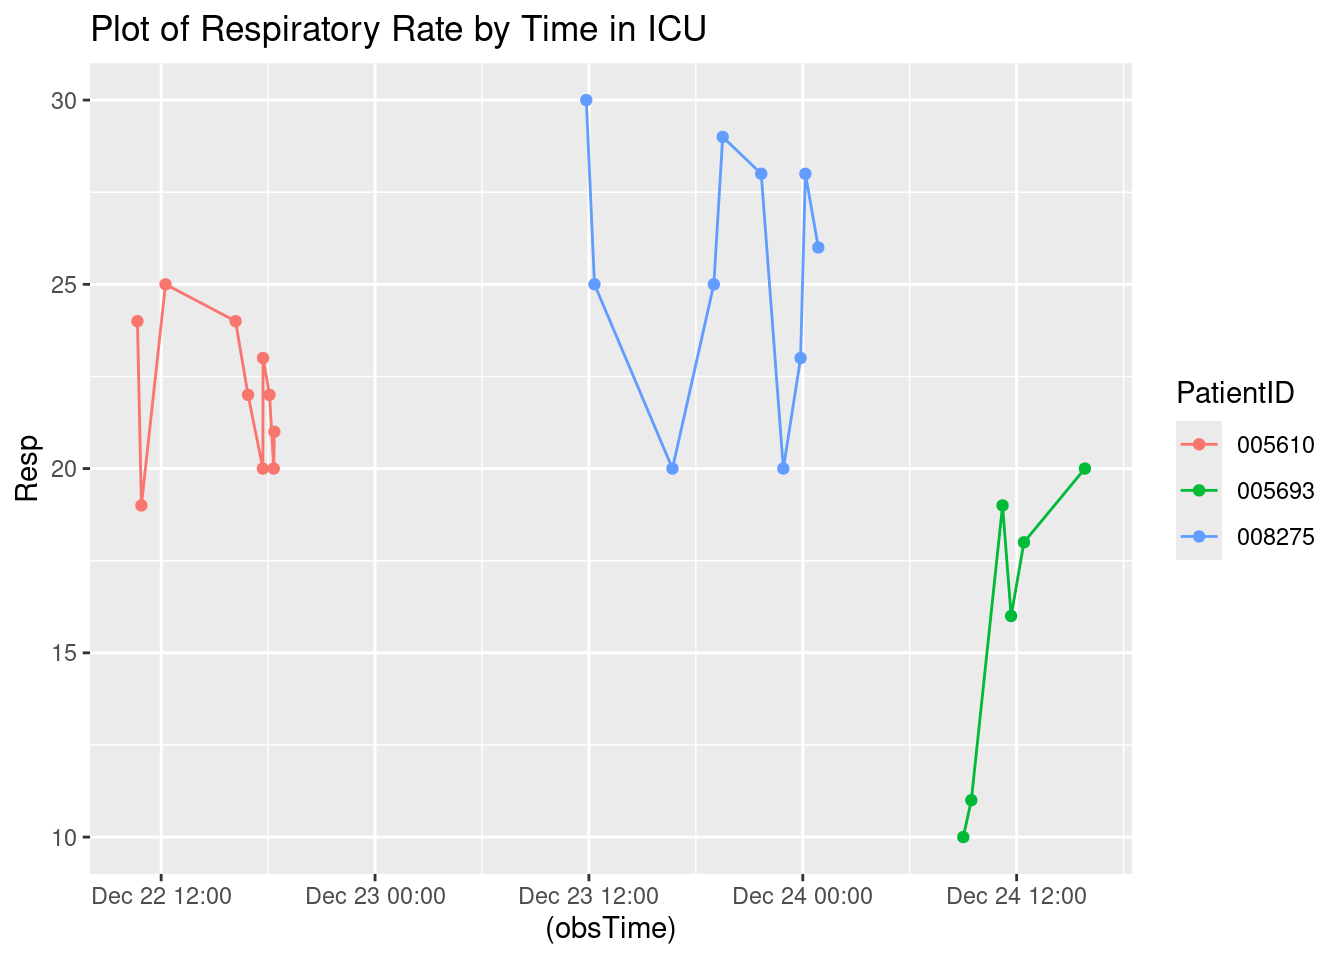 Plot of Respiratory Rate by Time in ICU
30
25
20
15
10
Resp
Dec 22 12:00
Dec 23 00:00
Dec 23 12:00
Dec 24 00:00
Dec 24 12:00
(obsTime)
PatientID
005610
005693
008275